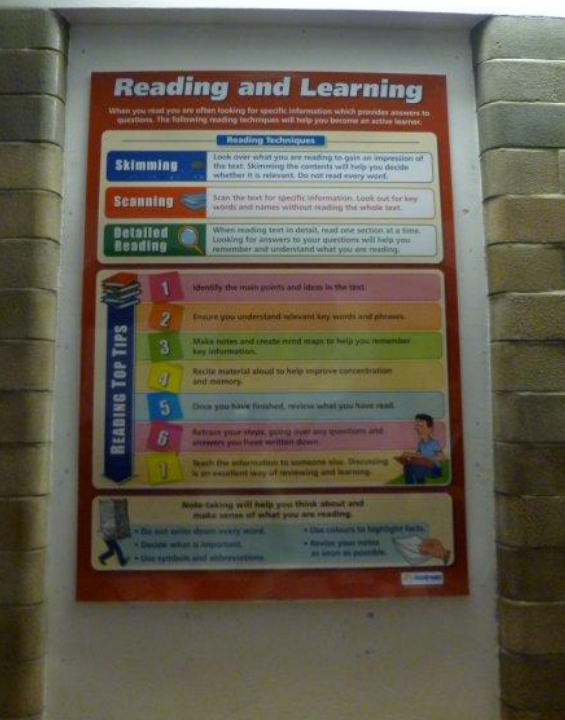 Reading and Learning
When you read you are often looking for specific information which provides answers to
questions. The following reading techniques will help you become an active learner.
Reading Techniques
Skimming
Look over what you are reading to gain an impression of
the text. Skimming the contents will help you decide
whether it is relevant. Do not read every word.
Scanning
Scan the text for specific information. Look out for key
words and names without reading the whole text.
Detailed
Reading
When reading text in detail, read one section at a time.
Looking for answers to your questions will help you
remember and understand what you are reading.
READING TOP TIPS
1 Identify the main points and ideas in the text.
2 Ensure you understand relevant key words and phrases.
3 Make notes and create mind maps to help you remember
key information.
4 Recite material aloud to help improve concentration
and memory.
5 Once you have finished, review what you have read.
6 Retrace your steps, going over any questions and
answers you have written down.
Teach the information to someone else. Discussing
is an excellent way of reviewing and learning.
Note-taking will help you think about and
make sense of what you are reading.
• Do not write down every word.
• Decide what is important.
• Use symbols and abbreviations.
• Use colours to highlight facts.
• Revise your notes
as soon as possible.